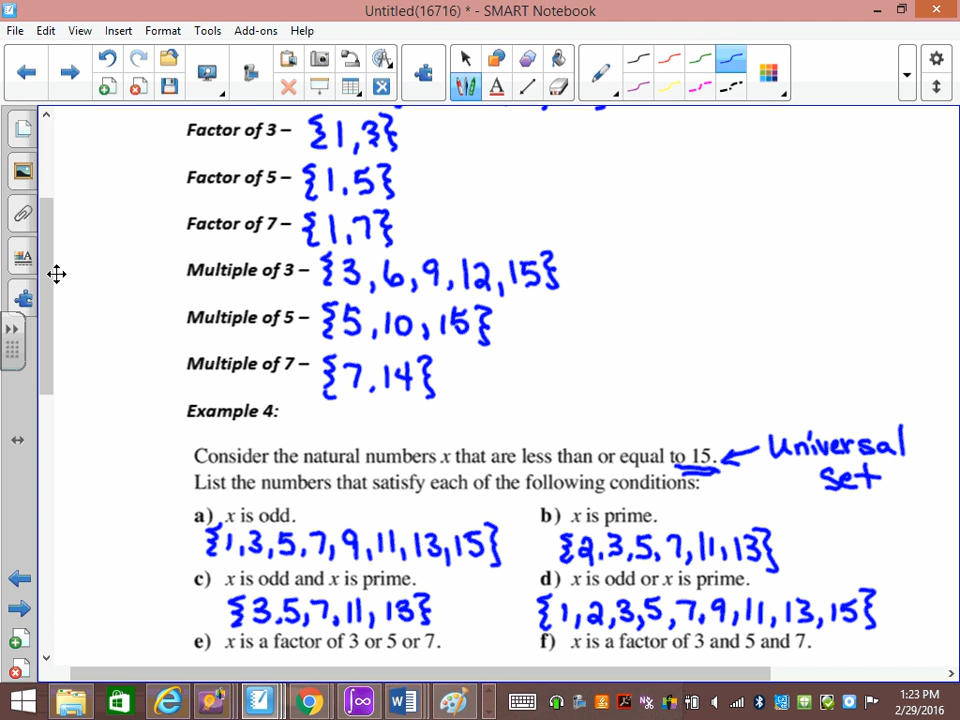 Untitled(16716) * - SMART Notebook
File Edit View Insert Format Tools Add-ons Help
Factor of 3 – {1,3}
Factor of 5 – {1,5}
Factor of 7 – {1,7}
Multiple of 3 – {3,6,9,12,15}
Multiple of 5 – {5,10,15}
Multiple of 7 – {7,14}
Example 4:
Consider the natural numbers x that are less than or equal to 15. ← Universal
set
List the numbers that satisfy each of the following conditions:
a) x is odd. b) x is prime.
{1,3,5,7,9,11,13,15} {2,3,5,7,11,13}
c) x is odd and x is prime. d) x is odd or x is prime.
{3,5,7,11,13} {1,2,3,5,7,9,11,13,15}
e) x is a factor of 3 or 5 or 7. f) x is a factor of 3 and 5 and 7.
1:23 PM
2/29/2016